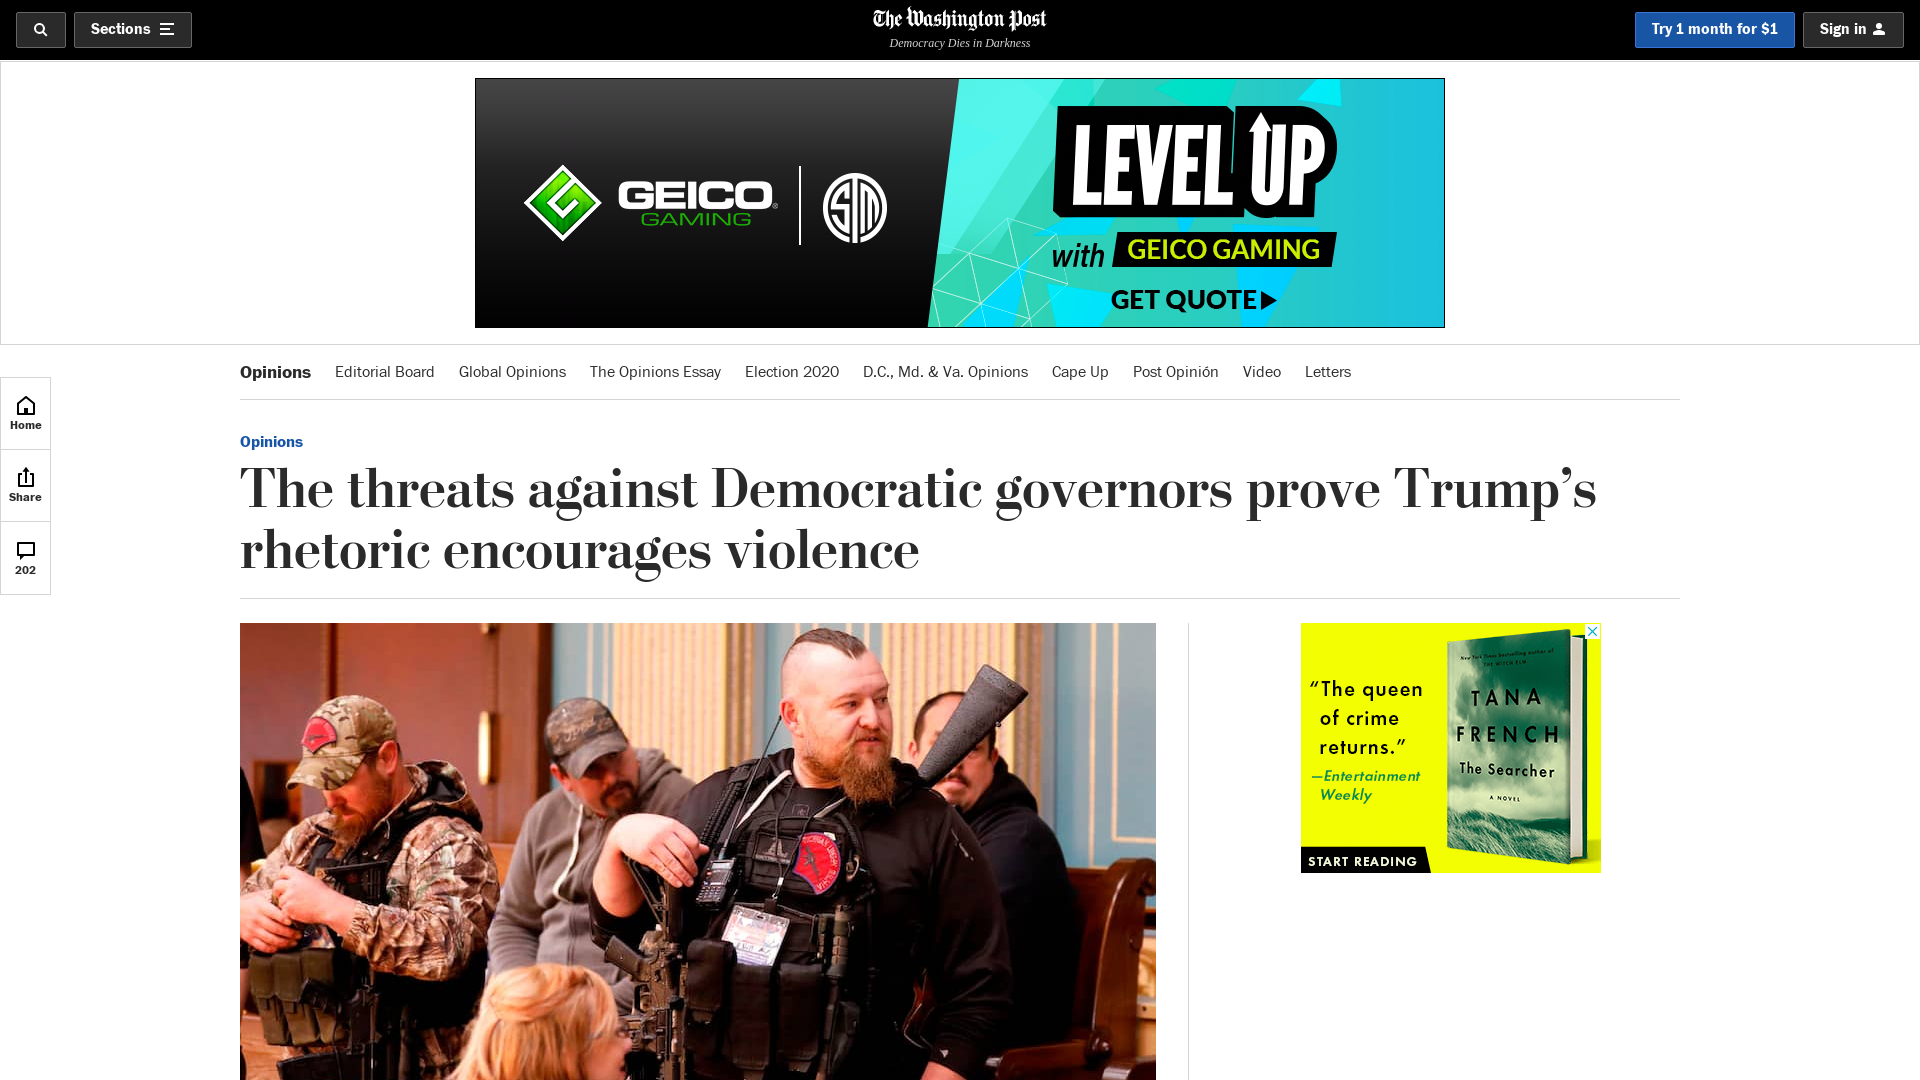 Sections
The Washington Post
Democracy Dies in Darkness
Try 1 month for $1
Sign in
GEICO
GAMING
TSM
LEVEL UP
with GEICO GAMING
GET QUOTE
Opinions
Editorial Board
Global Opinions
The Opinions Essay
Election 2020
D.C., Md. & Va. Opinions
Cape Up
Post Opinión
Video
Letters
Home
Share
202
Opinions
The threats against Democratic governors prove Trump’s
rhetoric encourages violence
“The queen
of crime
returns.”
—Entertainment
Weekly
START READING
New York Times bestselling author of
THE WITCH ELM
TANA
FRENCH
The Searcher
A NOVEL